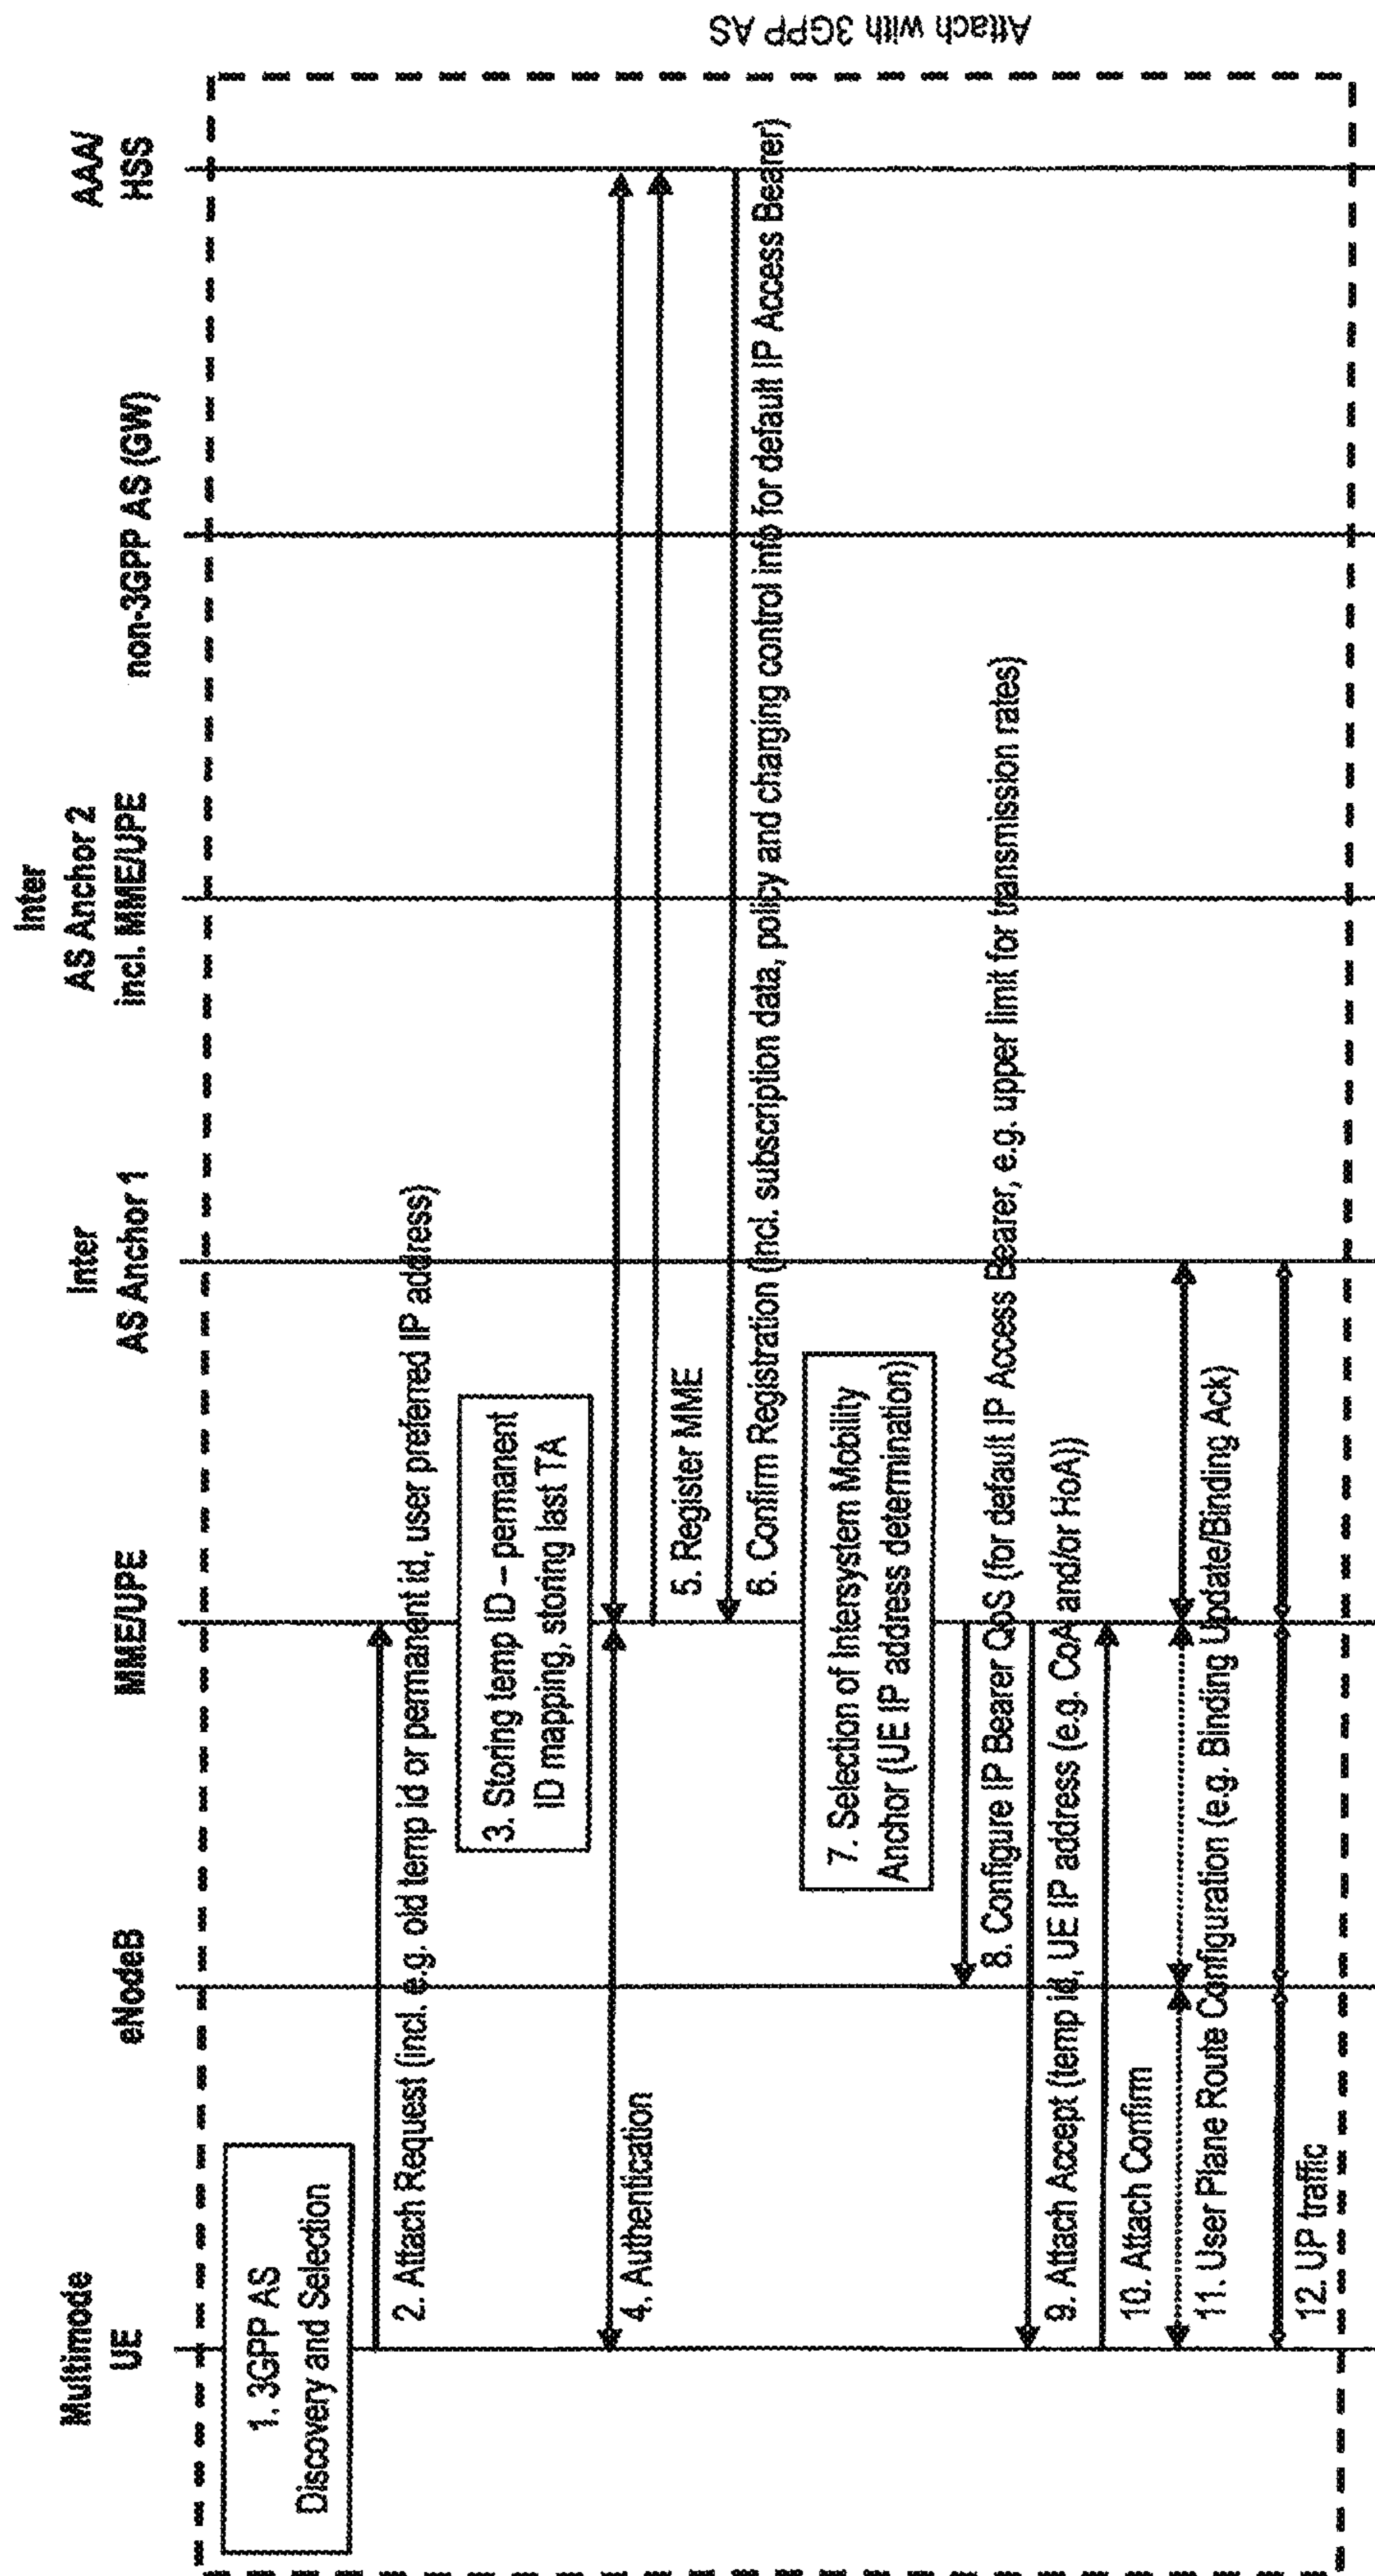 Multimode
UE
eNodeB
MME/UPE
Inter
AS Anchor 1
Inter
AS Anchor 2
incl. MME/UPE
non-3GPP AS (GW)
AAA/
HSS
1. 3GPP AS
Discovery and Selection
2. Attach Request (incl. e.g. old temp id or permanent id, user preferred IP address)
3. Storing temp ID – permanent
ID mapping, storing last TA
4. Authentication
5. Register MME
6. Confirm Registration (incl. subscription data, policy and charging control info for default IP Access Bearer)
7. Selection of Intersystem Mobility
Anchor (UE IP address determination)
8. Configure IP Bearer QoS (for default IP Access Bearer, e.g. upper limit for transmission rates)
9. Attach Accept (temp id, UE IP address (e.g. CoA and/or HoA))
10. Attach Confirm
11. User Plane Route Configuration (e.g. Binding Update/Binding Ack)
12. UP traffic
Attach with 3GPP AS